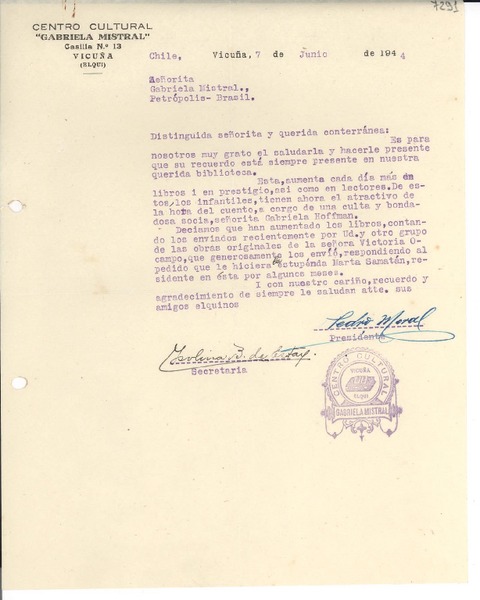 7291
CENTRO CULTURAL
"GABRIELA MISTRAL"
Casilla N.º 13
VICUÑA
(ELQUI)
Chile, Vicuña, 7 de Junio de 1944
Señorita
Gabriela Mistral.,
Petrópolis- Brasil.
Distinguida señorita y querida conterránea:
Es para
nosotros muy grato el saludarla y hacerle presente
que su recuerdo está siempre presente en nuestra
querida biblioteca.
Esta, aumenta cada día más en
libros i en prestigio, asi como en lectores. De es-
tos, los infantiles, tienen ahora el atractivo de
la hora del cuento, a cargo de una culta y bonda-
dosa socia, señorita Gabriela Hoffman.
Deciamos que han aumentado los libros, contan-
do los enviados recientemente por Ud. y otro grupo
de las obras originales de la señora Victoria O-
campo, que generosamente los envió, respondiendo al
pedido que le hiciera la estupenda Marta Samatán, re-
sidente en ésta por algunos meses.
I con nuestro cariño, recuerdo y
agradecimiento de siempre le saludan atte. sus
amigos elquinos
Pedro Moral
Presidente
Isolina B. de
Secretaria
CENTRO CULTURAL
VICUÑA
ELQUI
GABRIELA MISTRAL